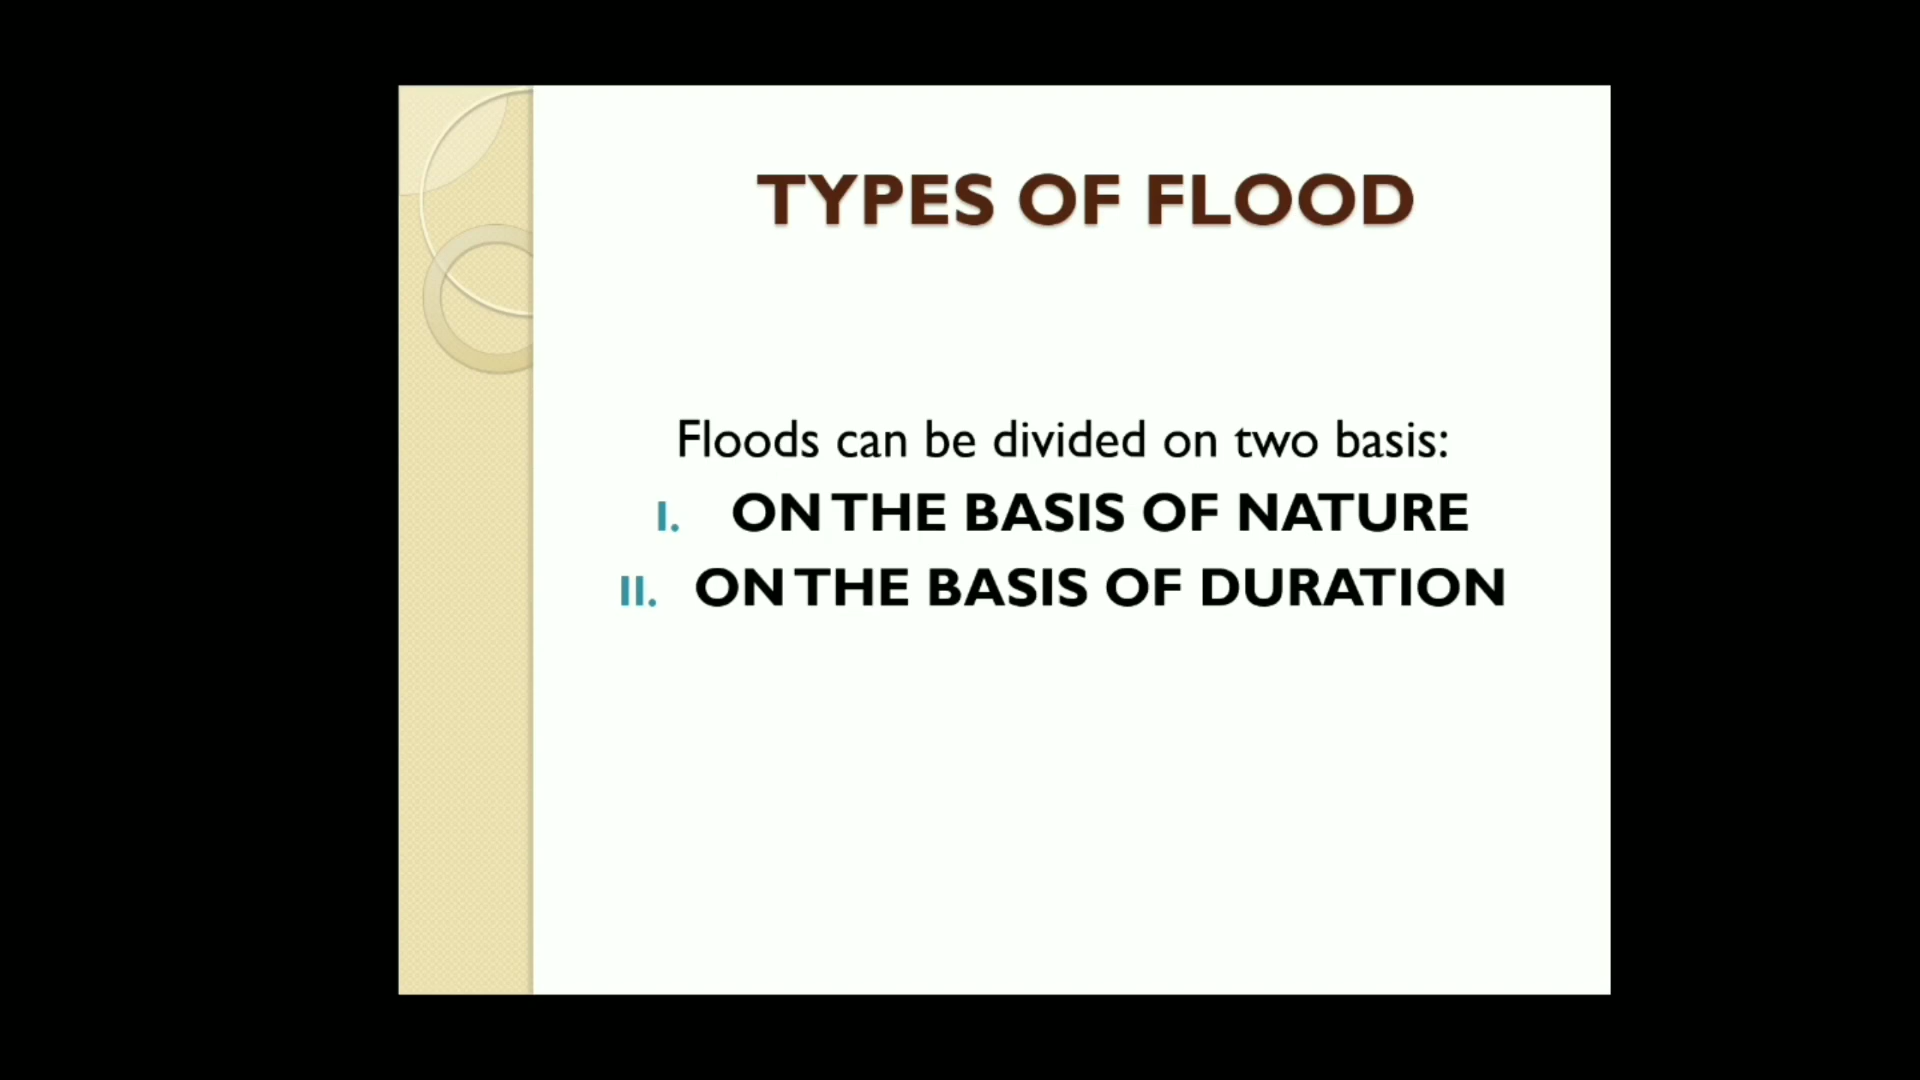 TYPES OF FLOOD
Floods can be divided on two basis:
I. ON THE BASIS OF NATURE
II. ON THE BASIS OF DURATION